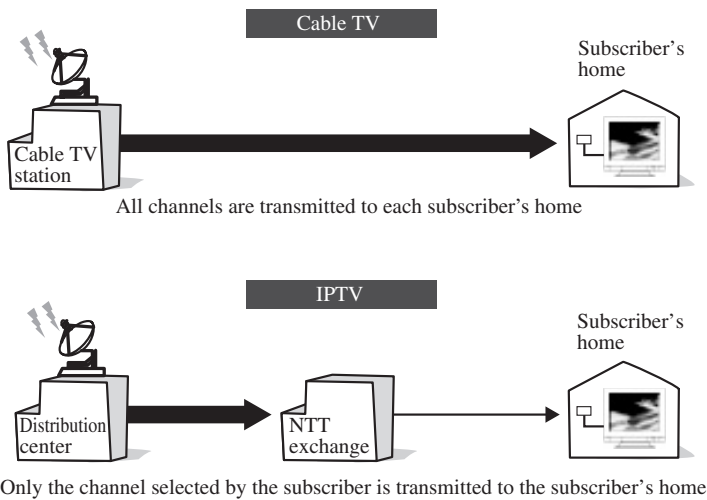 Cable TV
Subscriber's
home
Cable TV
station
All channels are transmitted to each subscriber's home
IPTV
Subscriber's
home
Distribution
center
NTT
exchange
Only the channel selected by the subscriber is transmitted to the subscriber's home